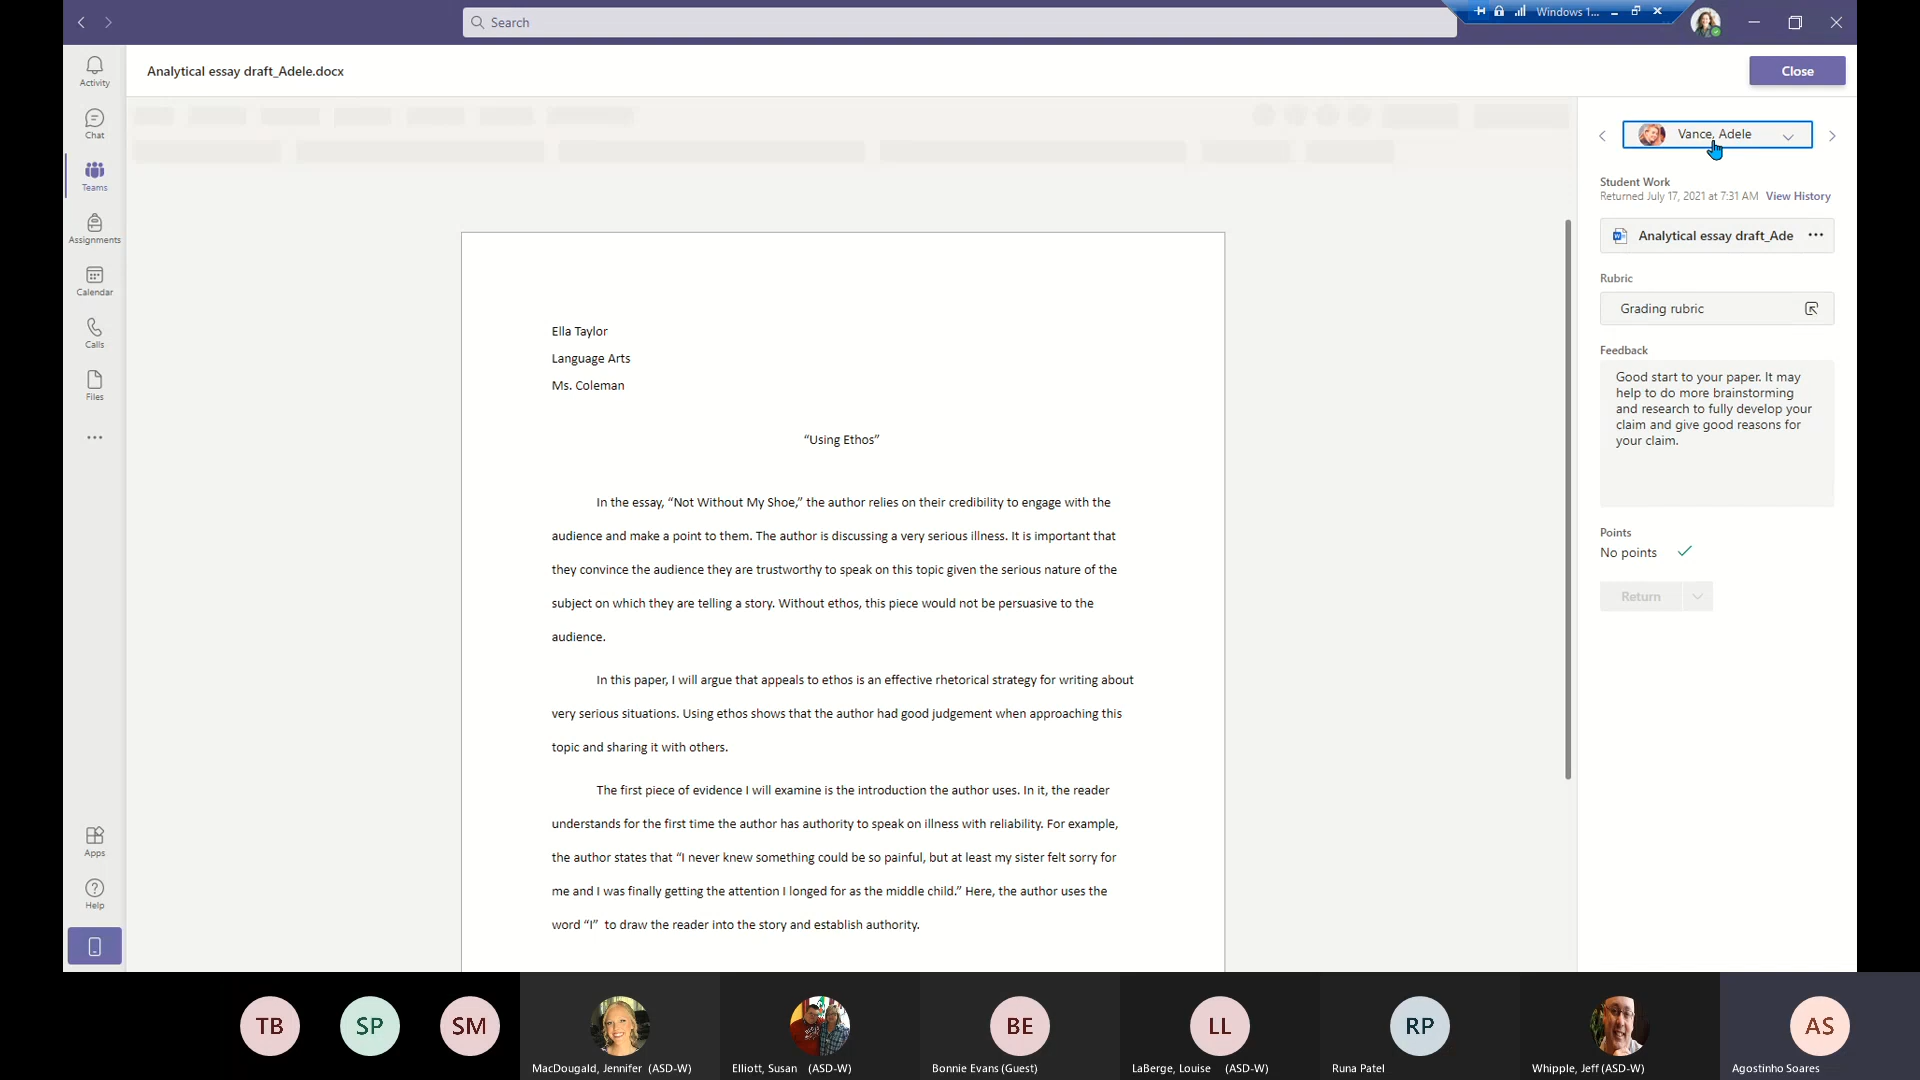 Search
Windows 1...
Activity
Chat
Teams
Assignments
Calendar
Calls
Files
Apps
Help
Analytical essay draft_Adele.docx
Close
Ella Taylor
Language Arts
Ms. Coleman
“Using Ethos”
In the essay, “Not Without My Shoe,” the author relies on their credibility to engage with the
audience and make a point to them. The author is discussing a very serious illness. It is important that
they convince the audience they are trustworthy to speak on this topic given the serious nature of the
subject on which they are telling a story. Without ethos, this piece would not be persuasive to the
audience.
In this paper, I will argue that appeals to ethos is an effective rhetorical strategy for writing about
very serious situations. Using ethos shows that the author had good judgement when approaching this
topic and sharing it with others.
The first piece of evidence I will examine is the introduction the author uses. In it, the reader
understands for the first time the author has authority to speak on illness with reliability. For example,
the author states that “I never knew something could be so painful, but at least my sister felt sorry for
me and I was finally getting the attention I longed for as the middle child.” Here, the author uses the
word “I” to draw the reader into the story and establish authority.
Vance, Adele
Student Work
Returned July 17, 2021 at 7:31 AM View History
Analytical essay draft_Ade
Rubric
Grading rubric
Feedback
Good start to your paper. It may
help to do more brainstorming
and research to fully develop your
claim and give good reasons for
your claim.
Points
No points
Return
TB
SP
SM
BE
LL
RP
AS
MacDougald, Jennifer (ASD-W)
Elliott, Susan (ASD-W)
Bonnie Evans (Guest)
LaBerge, Louise (ASD-W)
Runa Patel
Whipple, Jeff (ASD-W)
Agostinho Soares